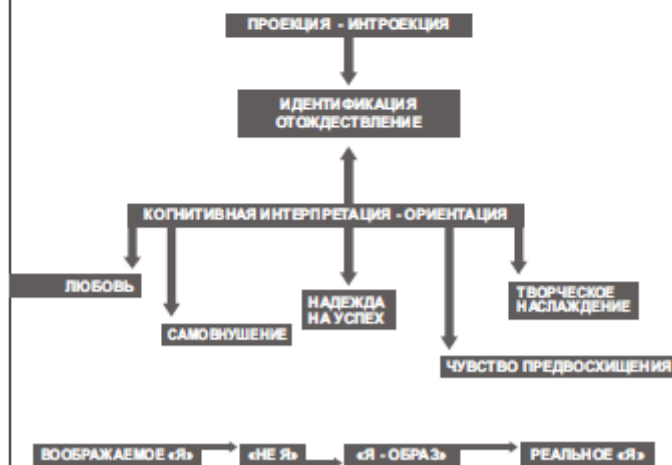 ПРОЕКЦИЯ - ИНТРОЕКЦИЯ
ИДЕНТИФИКАЦИЯ
ОТОЖДЕСТВЛЕНИЕ
КОГНИТИВНАЯ ИНТЕРПРЕТАЦИЯ - ОРИЕНТАЦИЯ
ЛЮБОВЬ
САМОВНУШЕНИЕ
НАДЕЖДА
НА УСПЕХ
ТВОРЧЕСКОЕ
НАСЛАЖДЕНИЕ
ЧУВСТВО ПРЕДВОСХИЩЕНИЯ
ВООБРАЖАЕМОЕ «Я» «НЕ Я» «Я - ОБРАЗ» РЕАЛЬНОЕ «Я»